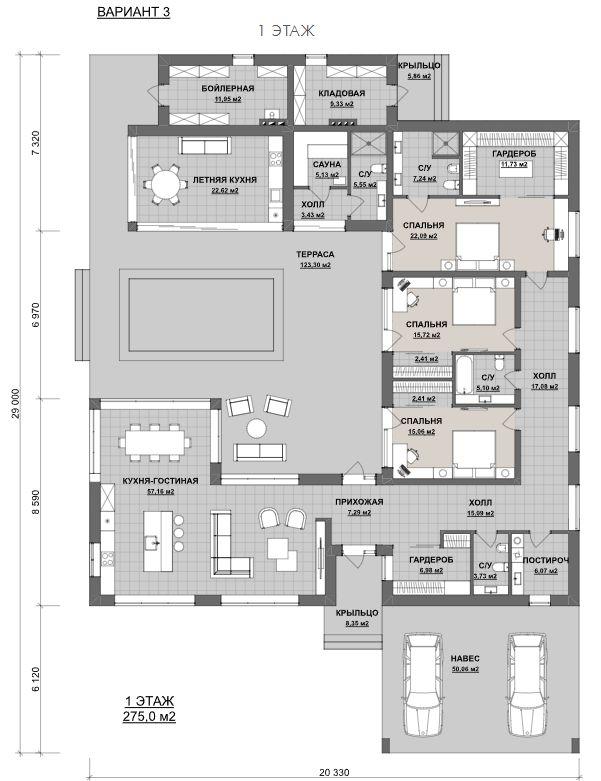 ВАРИАНТ 3
1 ЭТАЖ
КРЫЛЬЦО
5,86 м2
БОЙЛЕРНАЯ
11,95 м2
КЛАДОВАЯ
9,33 м2
7 320
САУНА
5,13 м2
С/У
5,55 м2
С/У
7,24 м2
ГАРДЕРОБ
11,73 м2
ЛЕТНЯЯ КУХНЯ
22,62 м2
ХОЛЛ
3,43 м2
СПАЛЬНЯ
22,09 м2
ТЕРРАСА
123,30 м2
6 970
СПАЛЬНЯ
15,72 м2
2,41 м2
С/У
5,10 м2
ХОЛЛ
17,08 м2
2,41 м2
29 000
СПАЛЬНЯ
15,06 м2
КУХНЯ-ГОСТИНАЯ
57,16 м2
8 590
ПРИХОЖАЯ
7,29 м2
ХОЛЛ
15,09 м2
ГАРДЕРОБ
6,98 м2
С/У
3,73 м2
ПОСТИРОЧ
6,07 м2
КРЫЛЬЦО
8,35 м2
НАВЕС
50,06 м2
6 120
1 ЭТАЖ
275,0 м2
20 330